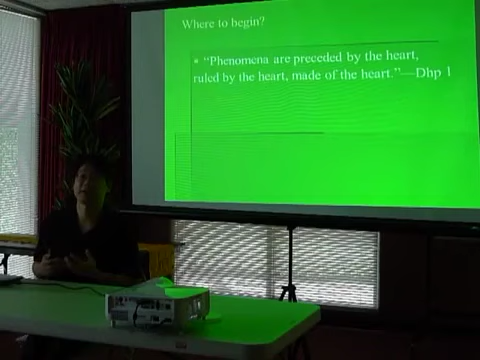 Where to begin?
• “Phenomena are preceded by the heart,
ruled by the heart, made of the heart.”—Dhp 1